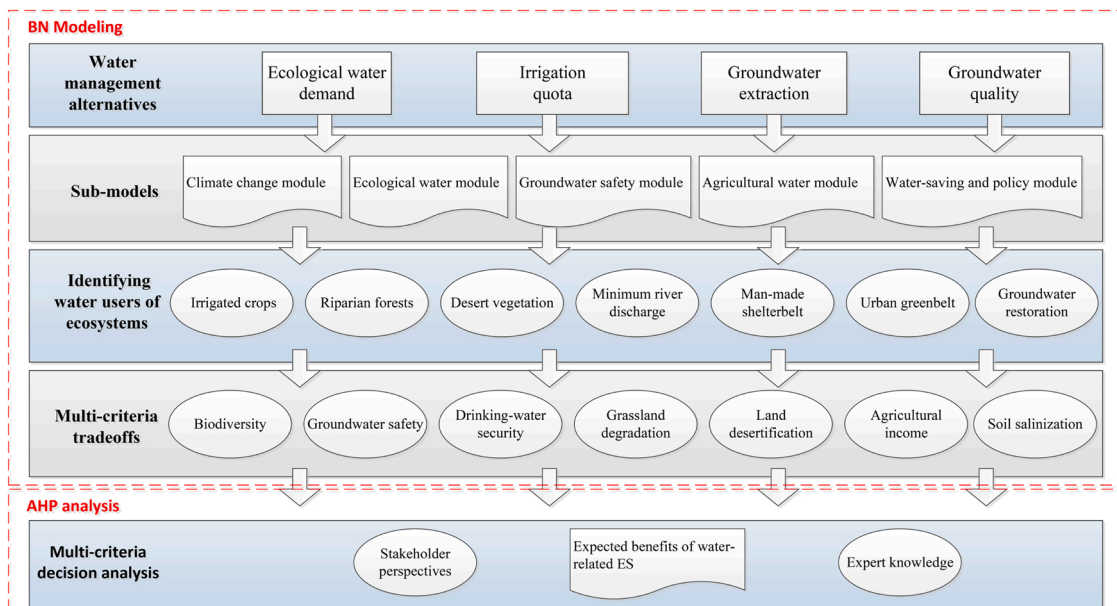 BN Modeling
Water
management
alternatives
Ecological water
demand
Irrigation
quota
Groundwater
extraction
Groundwater
quality
Sub-models
Climate change module
Ecological water module
Groundwater safety module
Agricultural water module
Water-saving and policy module
Identifying
water users of
ecosystems
Irrigated crops
Riparian forests
Desert vegetation
Minimum river
discharge
Man-made
shelterbelt
Urban greenbelt
Groundwater
restoration
Multi-criteria
tradeoffs
Biodiversity
Groundwater safety
Drinking-water
security
Grassland
degradation
Land
desertification
Agricultural
income
Soil salinization
AHP analysis
Multi-criteria
decision analysis
Stakeholder
perspectives
Expected benefits of water-
related ES
Expert knowledge